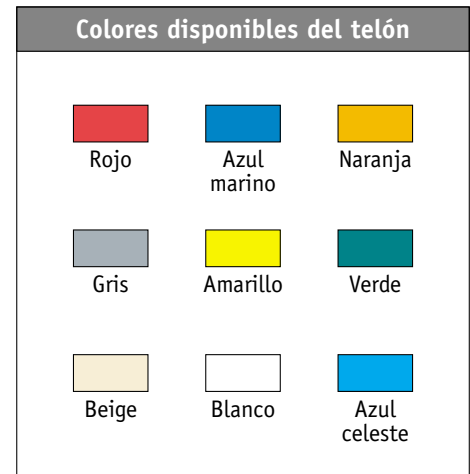 Colores disponibles del telón
Rojo
Azul
marino
Naranja
Gris
Amarillo
Verde
Beige
Blanco
Azul
celeste